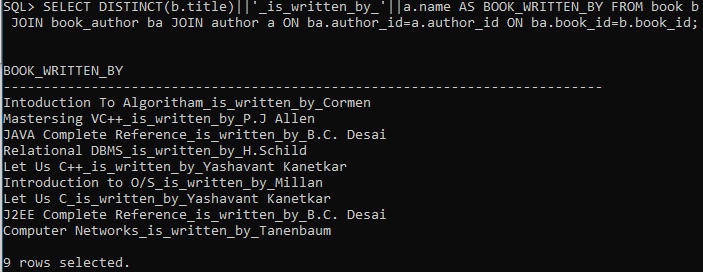 SQL> SELECT DISTINCT(b.title)||'_is_written_by_'||a.name AS BOOK_WRITTEN_BY FROM book b
JOIN book_author ba JOIN author a ON ba.author_id=a.author_id ON ba.book_id=b.book_id;
BOOK_WRITTEN_BY
--------------------------------------------------------------------------------
Intoduction To Algoritham_is_written_by_Cormen
Mastersing VC++_is_written_by_P.J Allen
JAVA Complete Reference_is_written_by_B.C. Desai
Relational DBMS_is_written_by_H.Schild
Let Us C++_is_written_by_Yashavant Kanetkar
Introduction to O/S_is_written_by_Millan
Let Us C_is_written_by_Yashavant Kanetkar
J2EE Complete Reference_is_written_by_B.C. Desai
Computer Networks_is_written_by_Tanenbaum
9 rows selected.